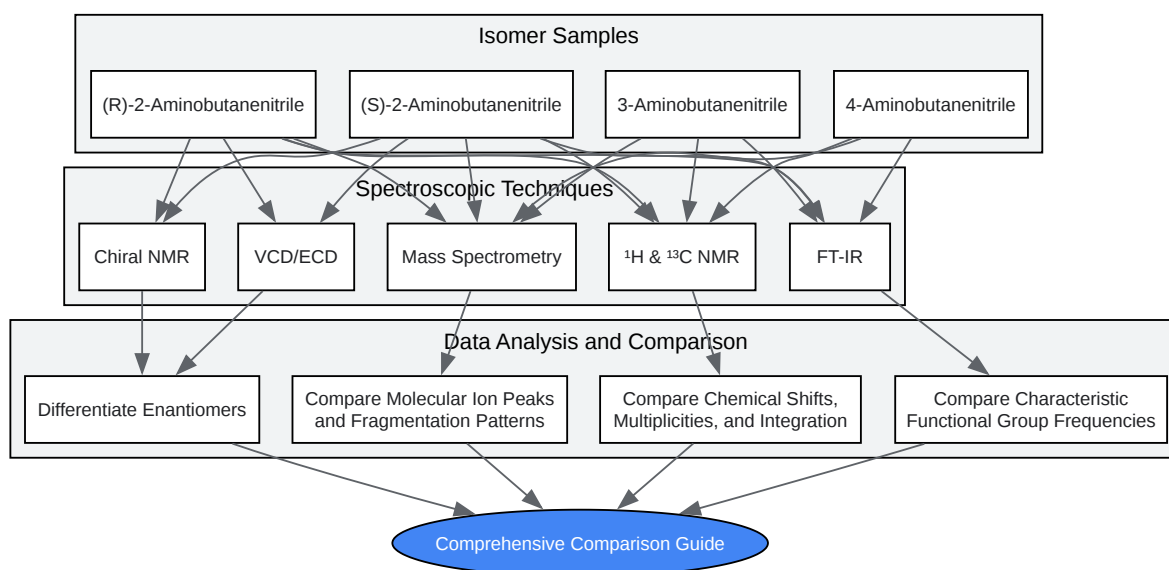 Isomer Samples
(R)-2-Aminobutanenitrile
(S)-2-Aminobutanenitrile
3-Aminobutanenitrile
4-Aminobutanenitrile
Spectroscopic Techniques
Chiral NMR
VCD/ECD
Mass Spectrometry
¹H & ¹³C NMR
FT-IR
Data Analysis and Comparison
Differentiate Enantiomers
Compare Molecular Ion Peaks
and Fragmentation Patterns
Compare Chemical Shifts,
Multiplicities, and Integration
Compare Characteristic
Functional Group Frequencies
Comprehensive Comparison Guide